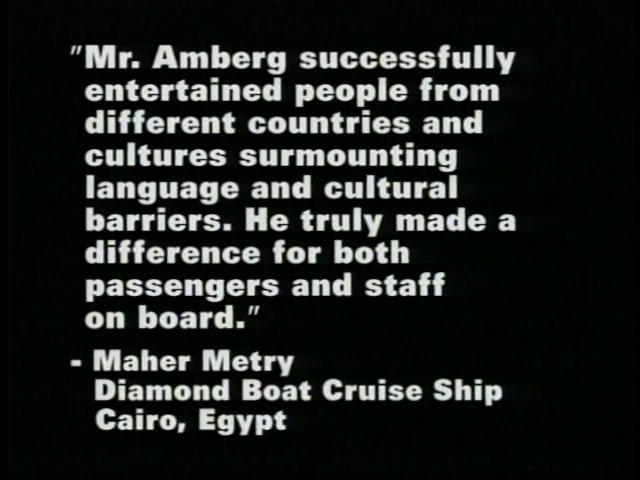 "Mr. Amberg successfully
entertained people from
different countries and
cultures surmounting
language and cultural
barriers. He truly made a
difference for both
passengers and staff
on board."
- Maher Metry
Diamond Boat Cruise Ship
Cairo, Egypt